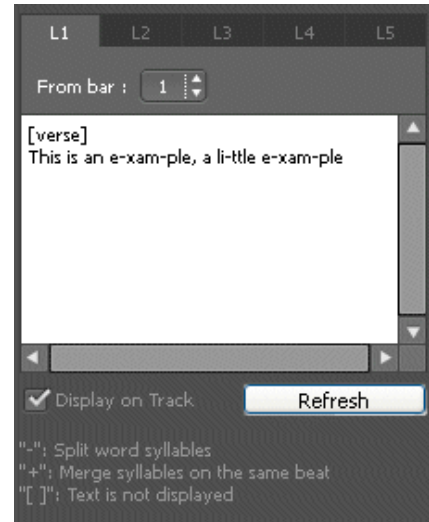 L1 L2 L3 L4 L5
From bar : 1
[verse]
This is an e-xam-ple, a li-ttle e-xam-ple
Display on Track Refresh
"-": Split word syllables
"+": Merge syllables on the same beat
"[ ]": Text is not displayed